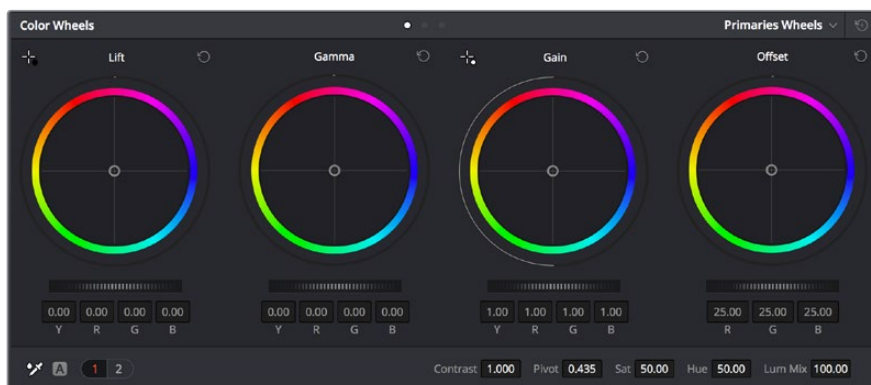 Color Wheels Primaries Wheels
Lift Gamma Gain Offset
0.00 0.00 0.00 0.00 0.00 0.00 0.00 0.00 1.00 1.00 1.00 1.00 25.00 25.00 25.00
Y R G B Y R G B Y R G B R G B
A 1 2 Contrast 1.000 Pivot 0.435 Sat 50.00 Hue 50.00 Lum Mix 100.00